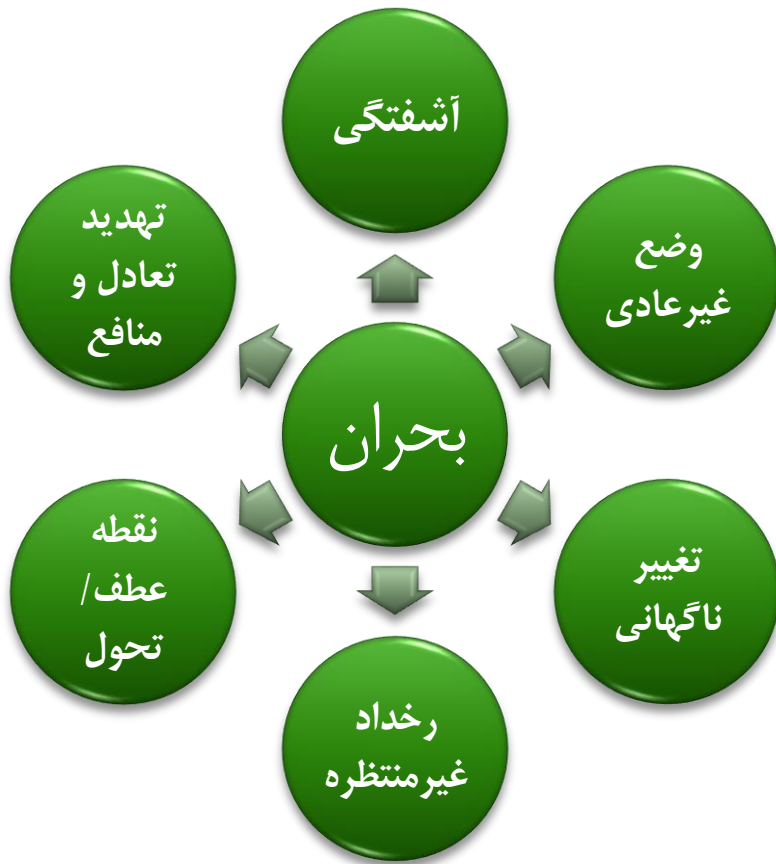 آشفتگی
وضع
غیرعادی
تغییر
ناگهانی
رخداد
غیرمنتظره
نقطه
عطف/
تحول
تهدید
تعادل و
منافع
بحران